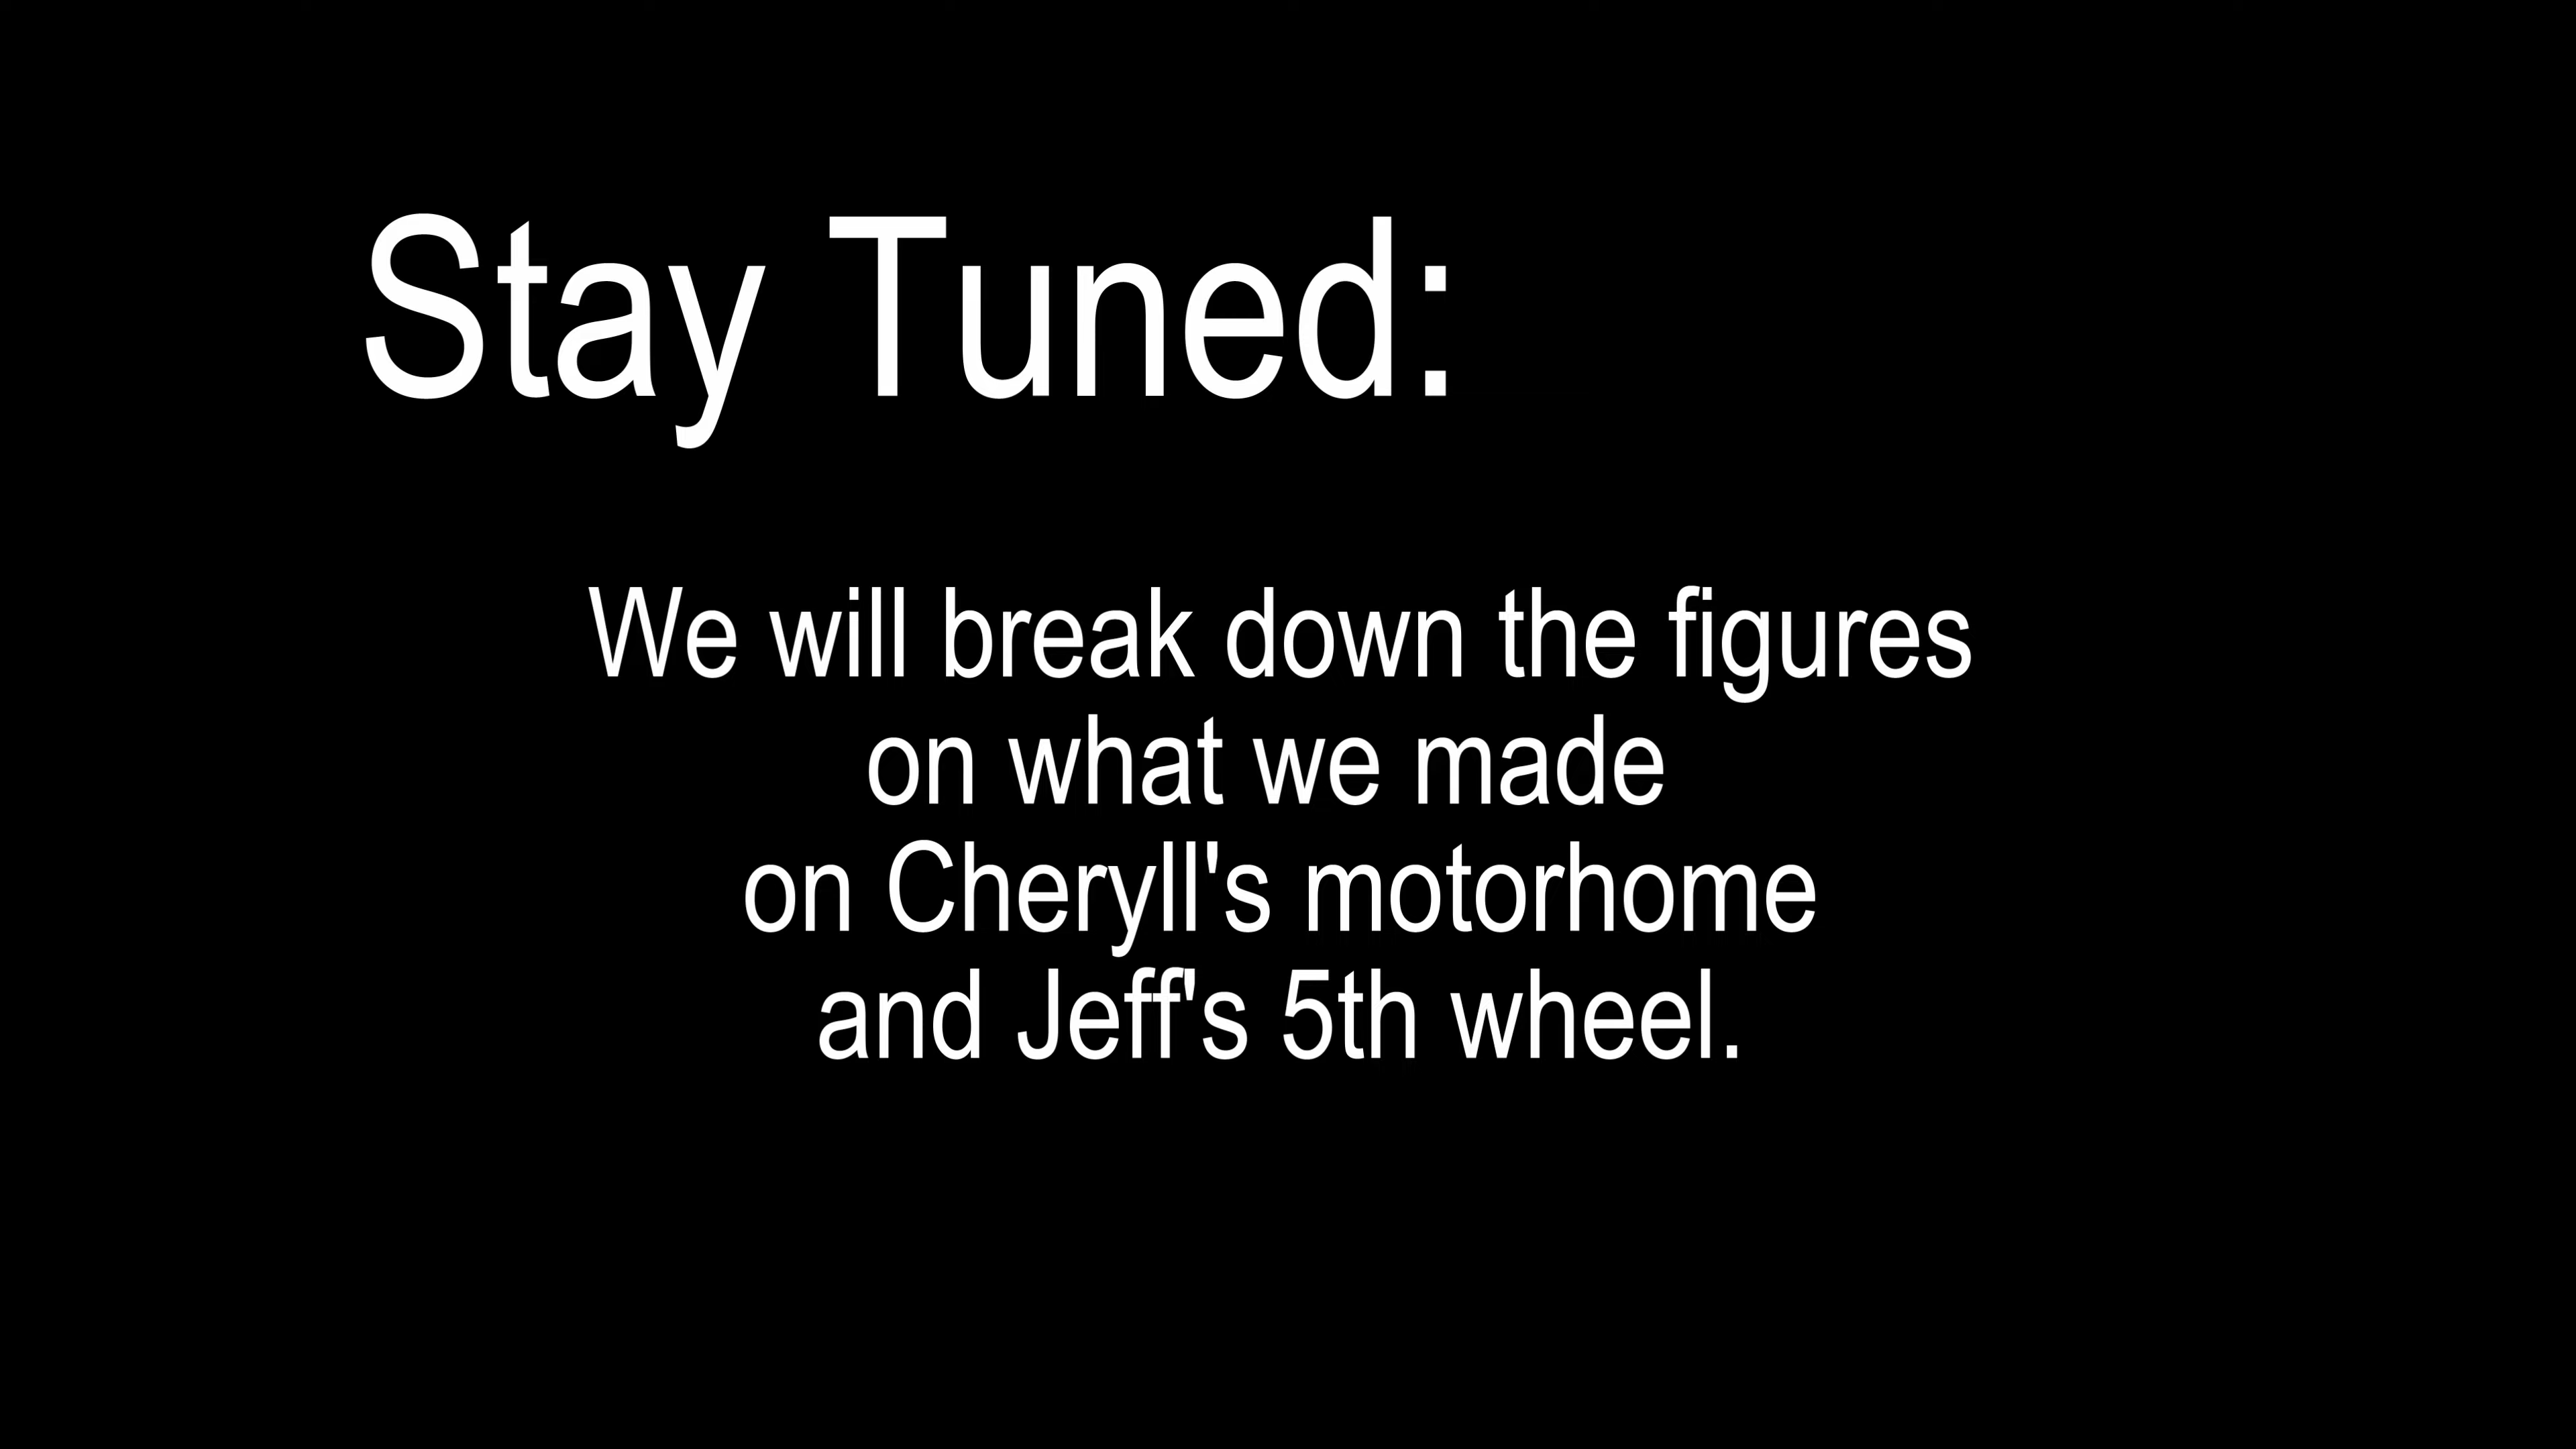 Stay Tuned:
We will break down the figures
on what we made
on Cheryll's motorhome
and Jeff's 5th wheel.